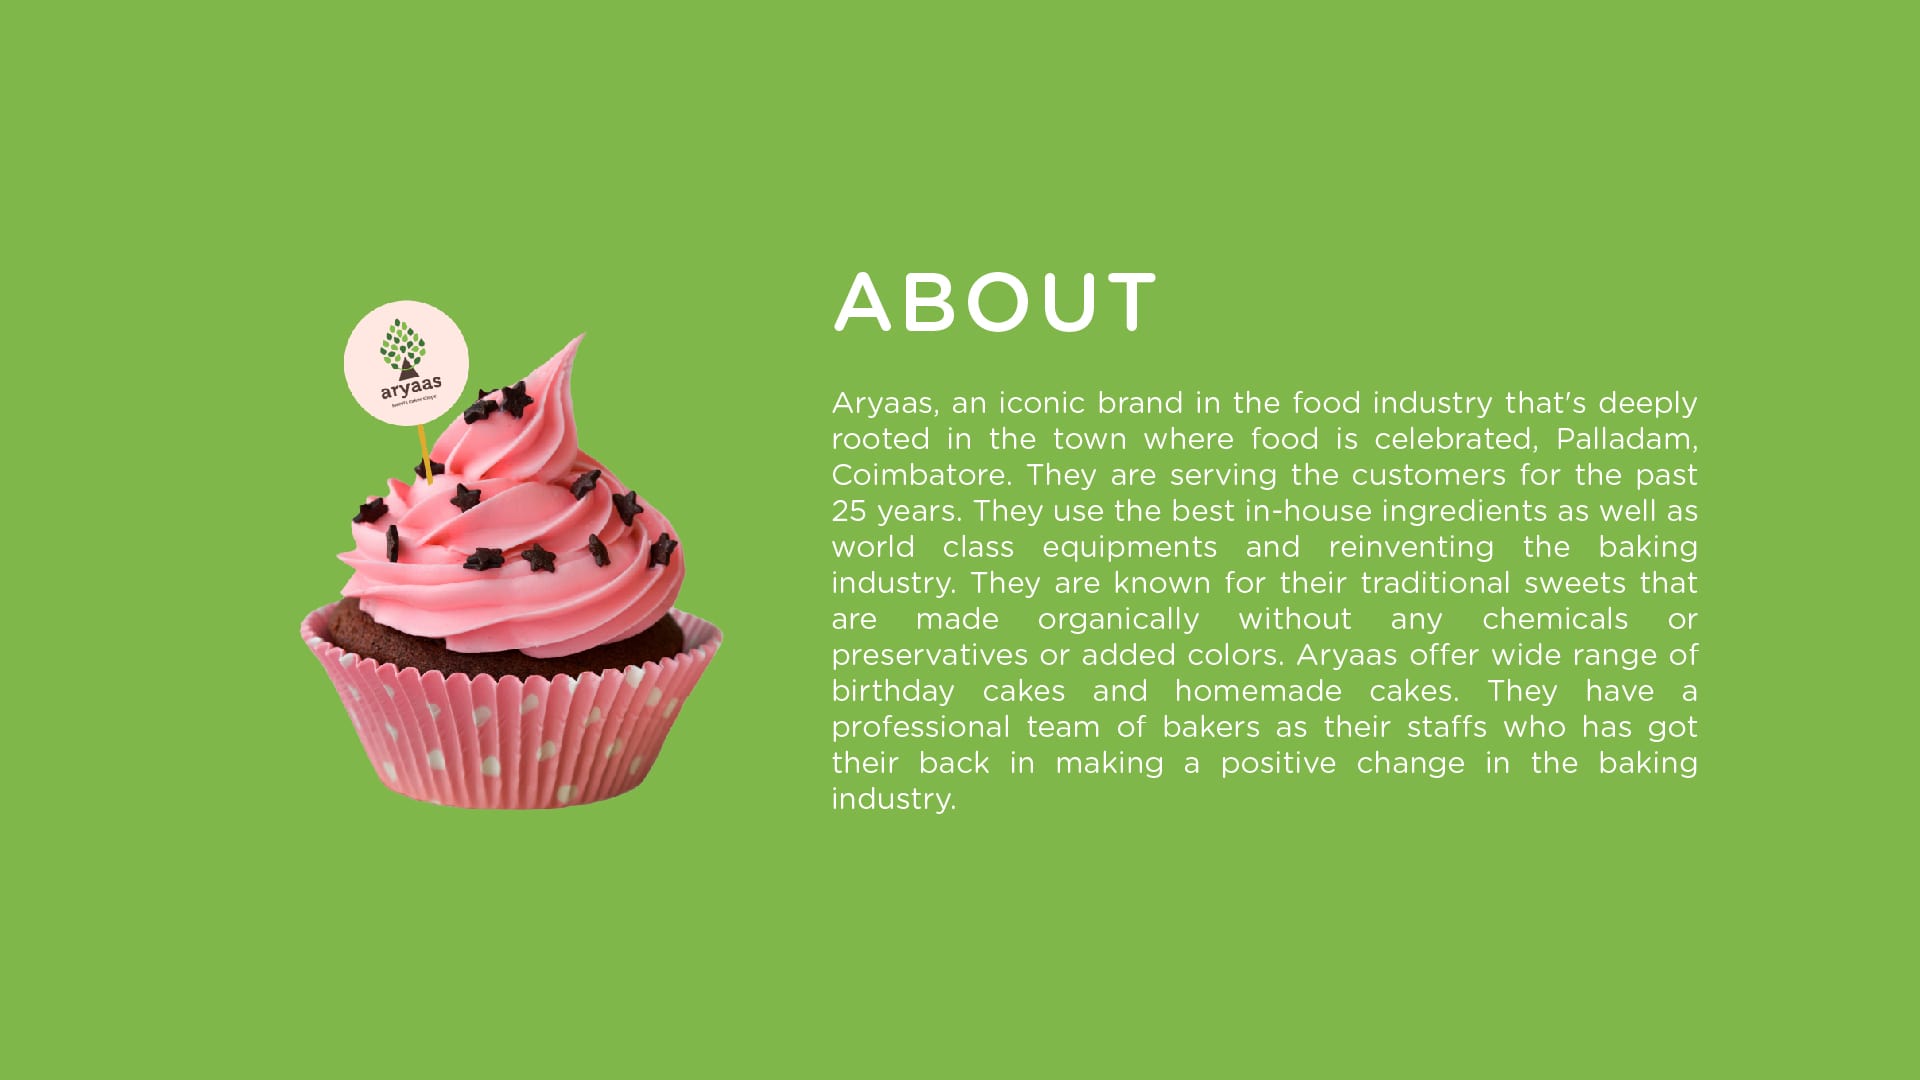 aryaas
ABOUT
Aryaas, an iconic brand in the food industry that's deeply
rooted in the town where food is celebrated, Palladam,
Coimbatore. They are serving the customers for the past
25 years. They use the best in-house ingredients as well as
world class equipments and reinventing the baking
industry. They are known for their traditional sweets that
are made organically without any chemicals or
preservatives or added colors. Aryaas offer wide range of
birthday cakes and homemade cakes. They have a
professional team of bakers as their staffs who has got
their back in making a positive change in the baking
industry.